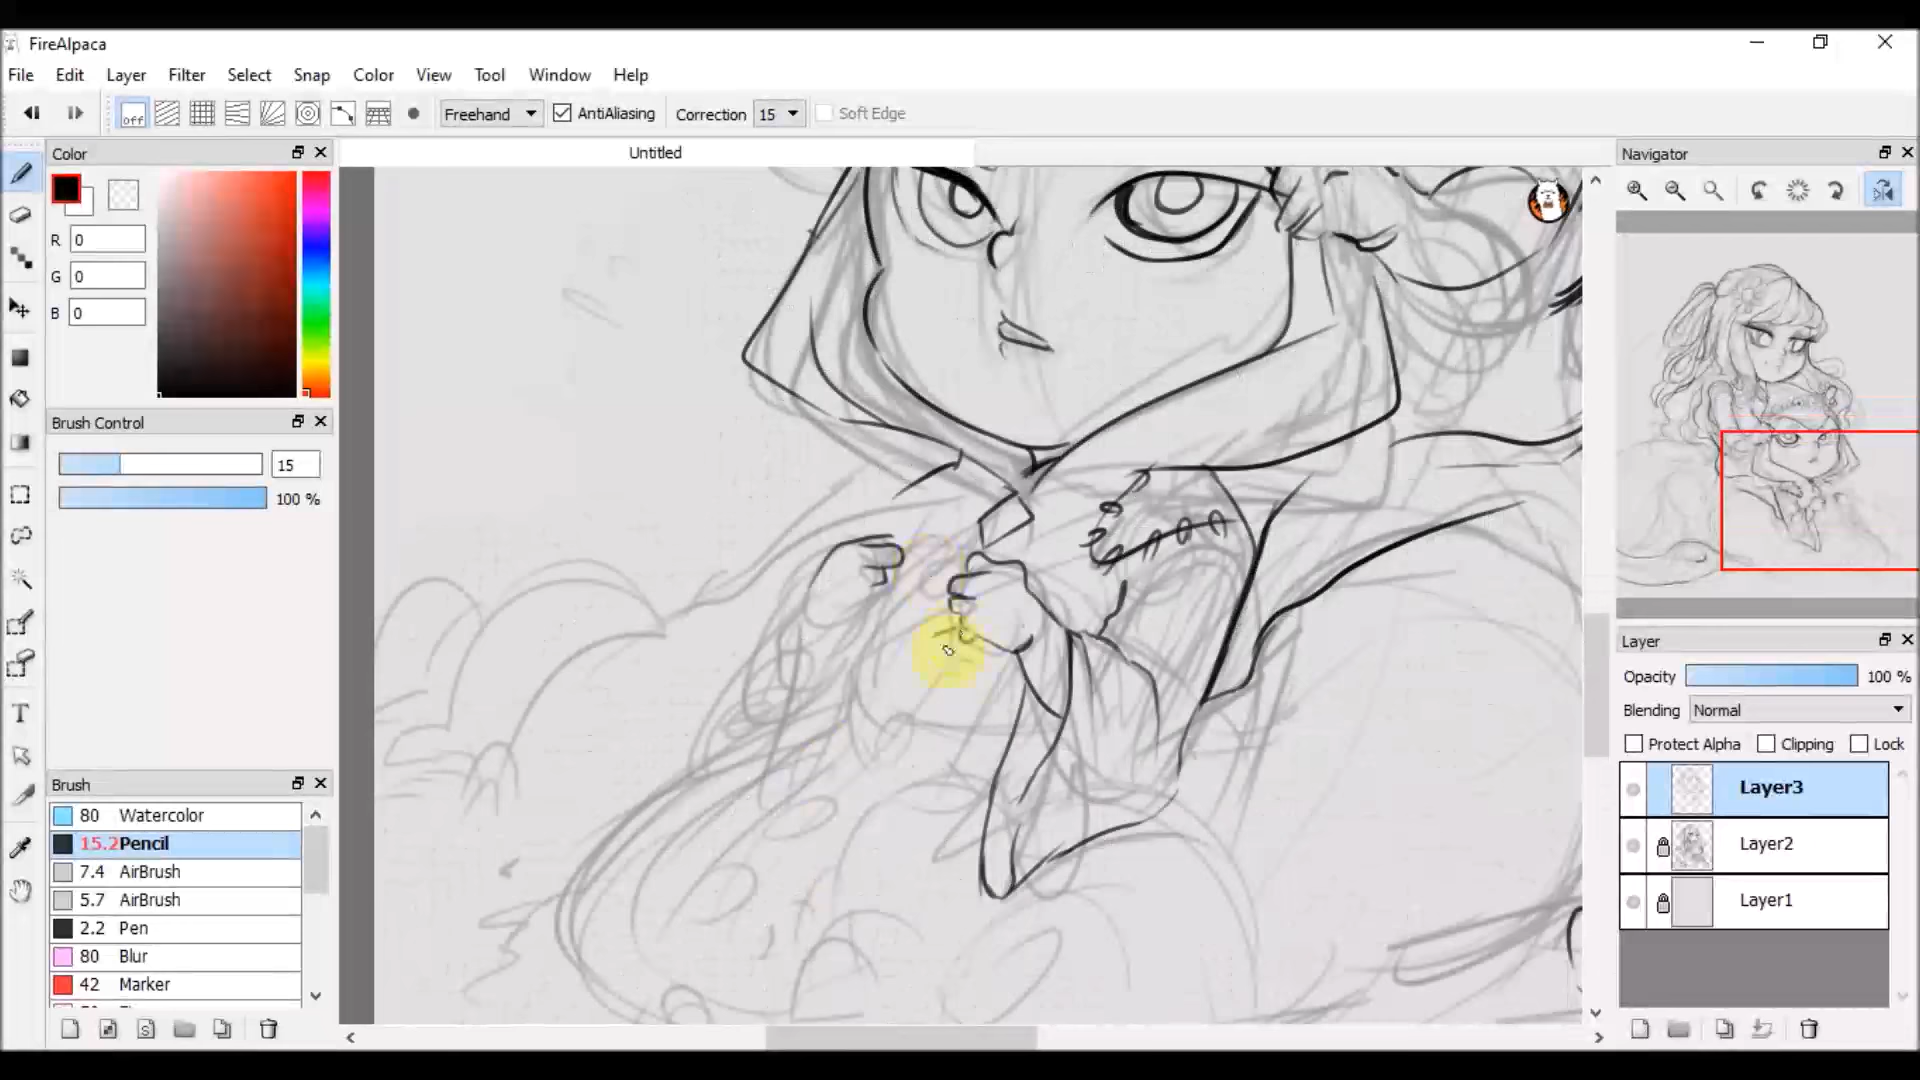 FireAlpaca
File Edit Layer Filter Select Snap Color View Tool Window Help
off Freehand AntiAliasing Correction 15 Soft Edge
Color
Untitled
Navigator
R 0
G 0
B 0
Brush Control
15
100 %
Layer
Opacity 100 %
Blending Normal
Protect Alpha Clipping Lock
Layer3
Layer2
Layer1
Brush
80 Watercolor
15.2 Pencil
7.4 AirBrush
5.7 AirBrush
2.2 Pen
80 Blur
42 Marker
T